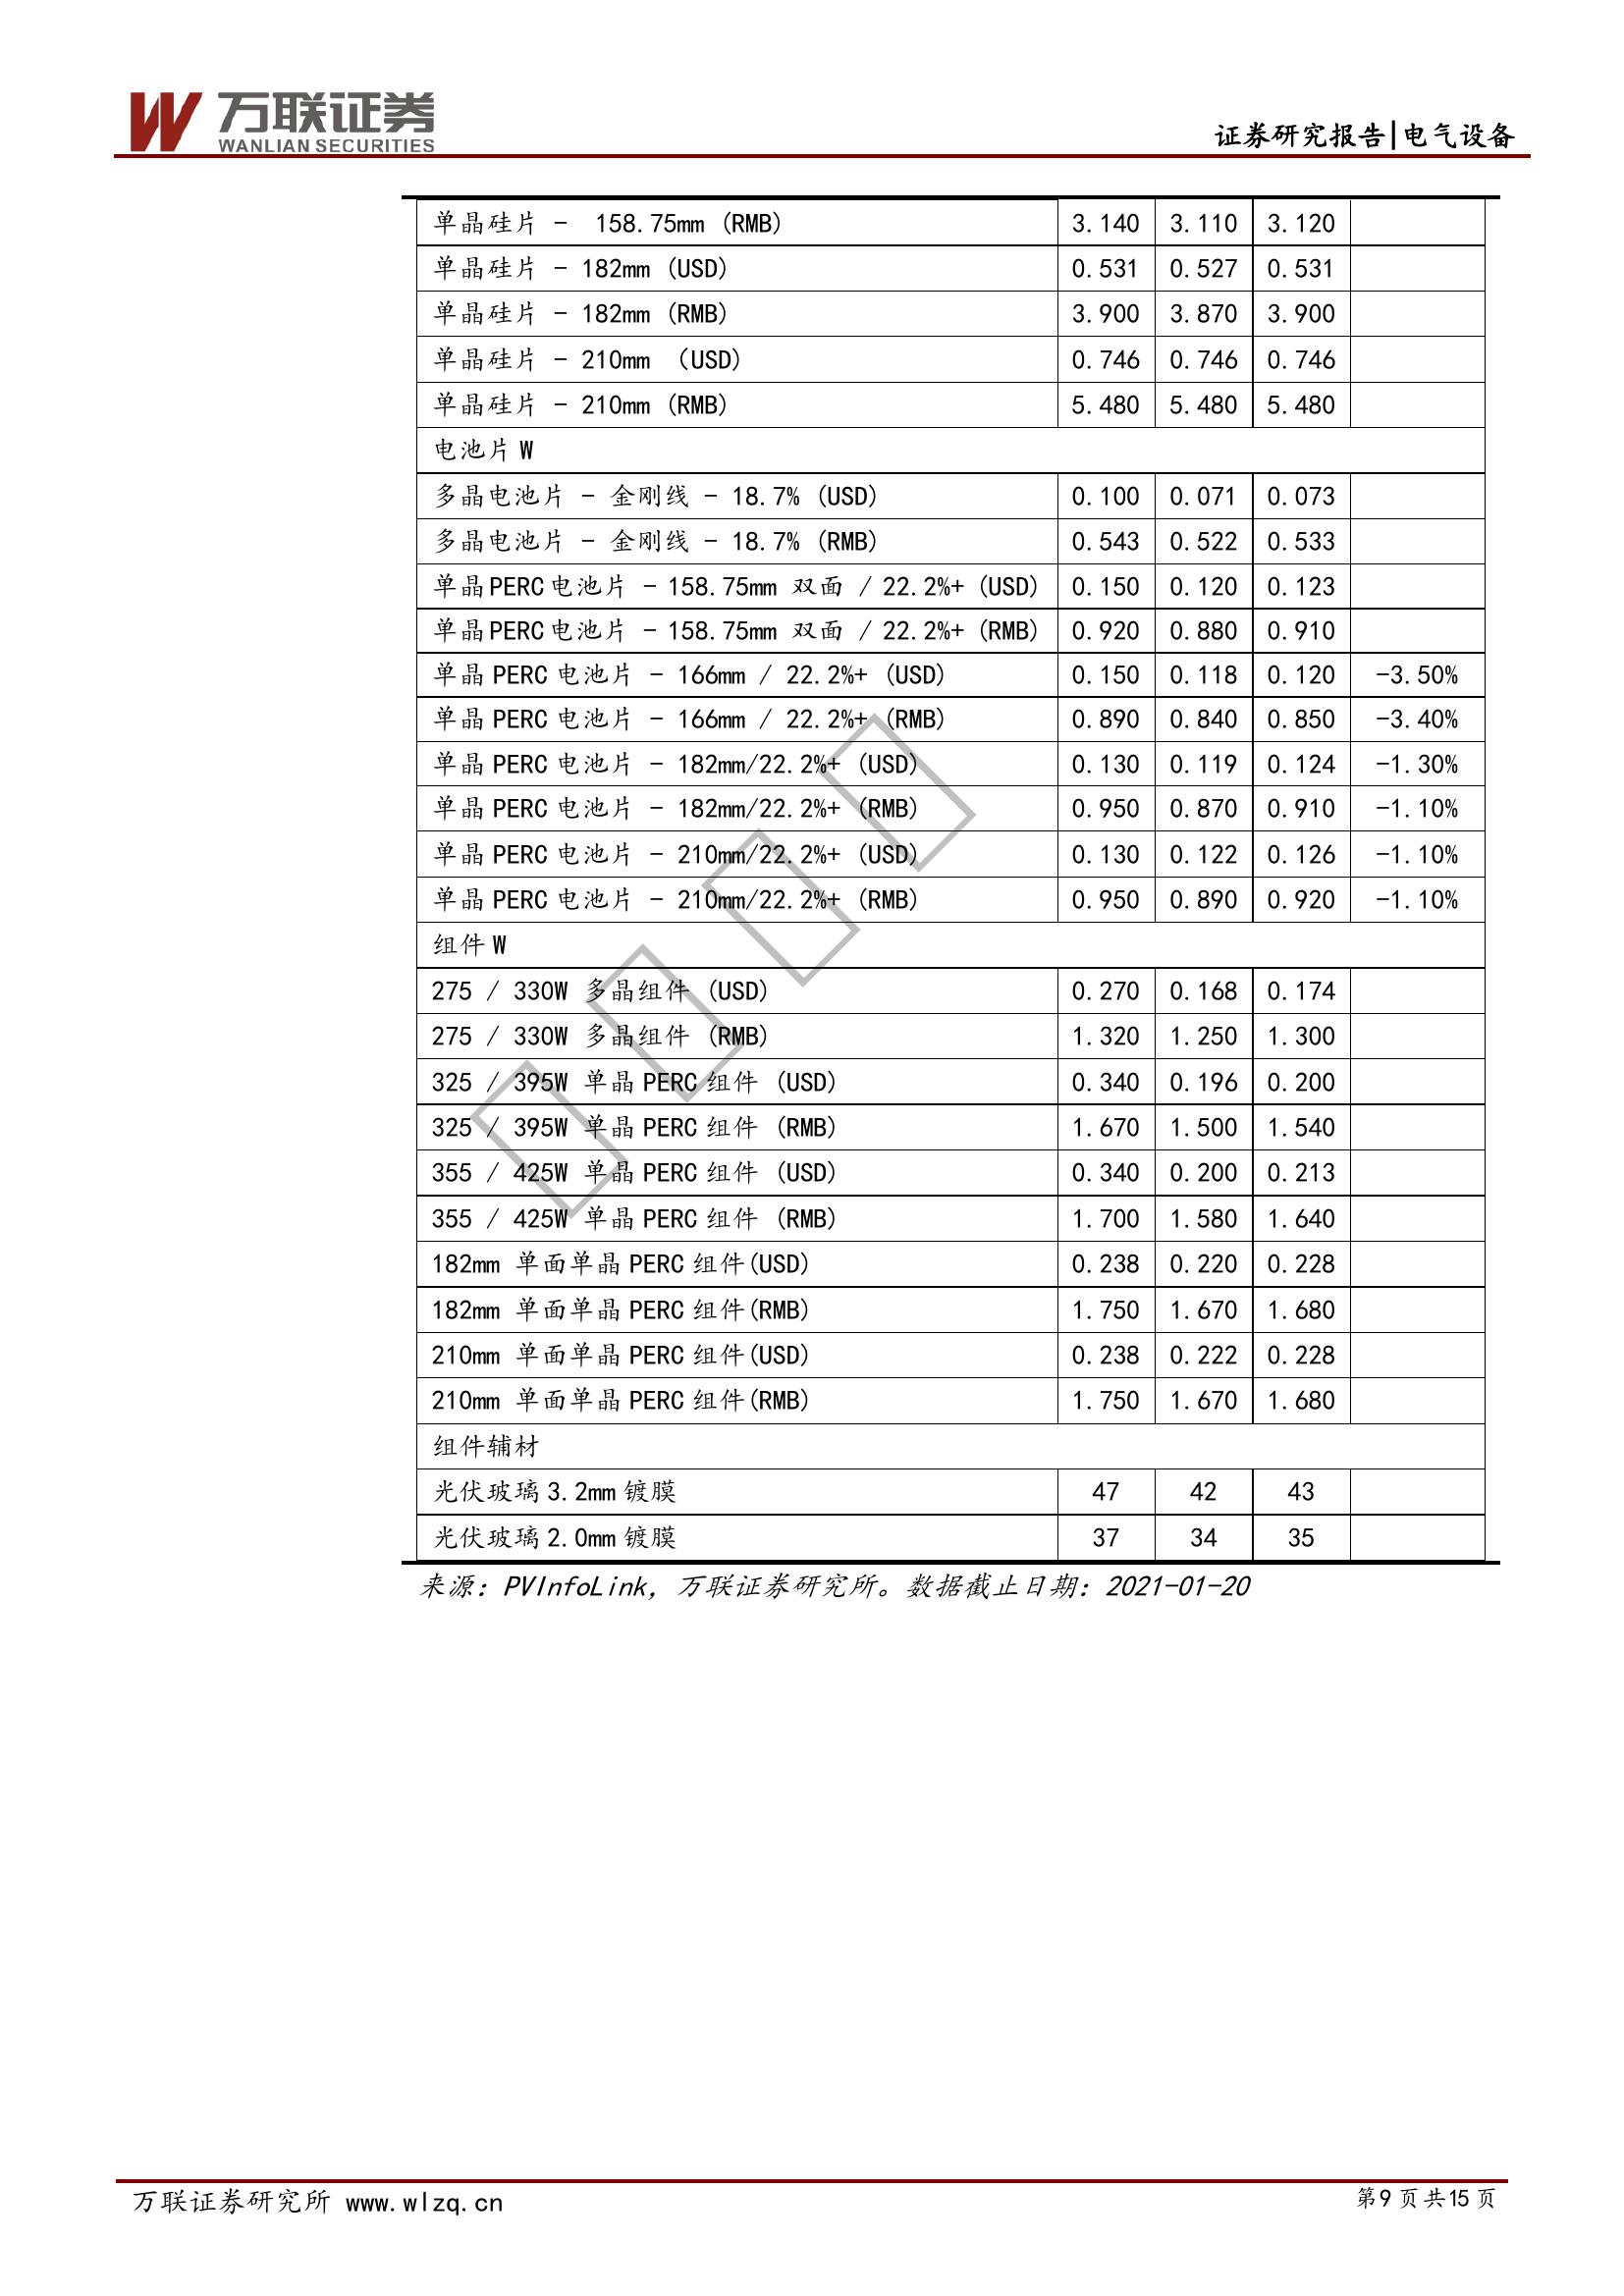 万联证券
WANLIAN SECURITIES
证券研究报告|电气设备
单晶硅片 - 158.75mm (RMB) 3.140 3.110 3.120
单晶硅片 - 182mm (USD) 0.531 0.527 0.531
单晶硅片 - 182mm (RMB) 3.900 3.870 3.900
单晶硅片 - 210mm （USD) 0.746 0.746 0.746
单晶硅片 - 210mm (RMB) 5.480 5.480 5.480
电池片 W
多晶电池片 - 金刚线 - 18.7% (USD) 0.100 0.071 0.073
多晶电池片 - 金刚线 - 18.7% (RMB) 0.543 0.522 0.533
单晶PERC电池片 - 158.75mm 双面 / 22.2%+ (USD) 0.150 0.120 0.123
单晶PERC电池片 - 158.75mm 双面 / 22.2%+ (RMB) 0.920 0.880 0.910
单晶 PERC 电池片 - 166mm / 22.2%+ (USD) 0.150 0.118 0.120 -3.50%
单晶 PERC 电池片 - 166mm / 22.2%+ (RMB) 0.890 0.840 0.850 -3.40%
单晶 PERC 电池片 - 182mm/22.2%+ (USD) 0.130 0.119 0.124 -1.30%
单晶 PERC 电池片 - 182mm/22.2%+ (RMB) 0.950 0.870 0.910 -1.10%
单晶 PERC 电池片 - 210mm/22.2%+ (USD) 0.130 0.122 0.126 -1.10%
单晶 PERC 电池片 - 210mm/22.2%+ (RMB) 0.950 0.890 0.920 -1.10%
组件 W
275 / 330W 多晶组件 (USD) 0.270 0.168 0.174
275 / 330W 多晶组件 (RMB) 1.320 1.250 1.300
325 / 395W 单晶 PERC 组件 (USD) 0.340 0.196 0.200
325 / 395W 单晶 PERC 组件 (RMB) 1.670 1.500 1.540
355 / 425W 单晶 PERC 组件 (USD) 0.340 0.200 0.213
355 / 425W 单晶 PERC 组件 (RMB) 1.700 1.580 1.640
182mm 单面单晶 PERC 组件(USD) 0.238 0.220 0.228
182mm 单面单晶 PERC 组件(RMB) 1.750 1.670 1.680
210mm 单面单晶 PERC 组件(USD) 0.238 0.222 0.228
210mm 单面单晶 PERC 组件(RMB) 1.750 1.670 1.680
组件辅材
光伏玻璃 3.2mm 镀膜 47 42 43
光伏玻璃 2.0mm 镀膜 37 34 35
来源：PVInfoLink，万联证券研究所。数据截止日期：2021-01-20
万联证券研究所 www.wlzq.cn
第9页共15页